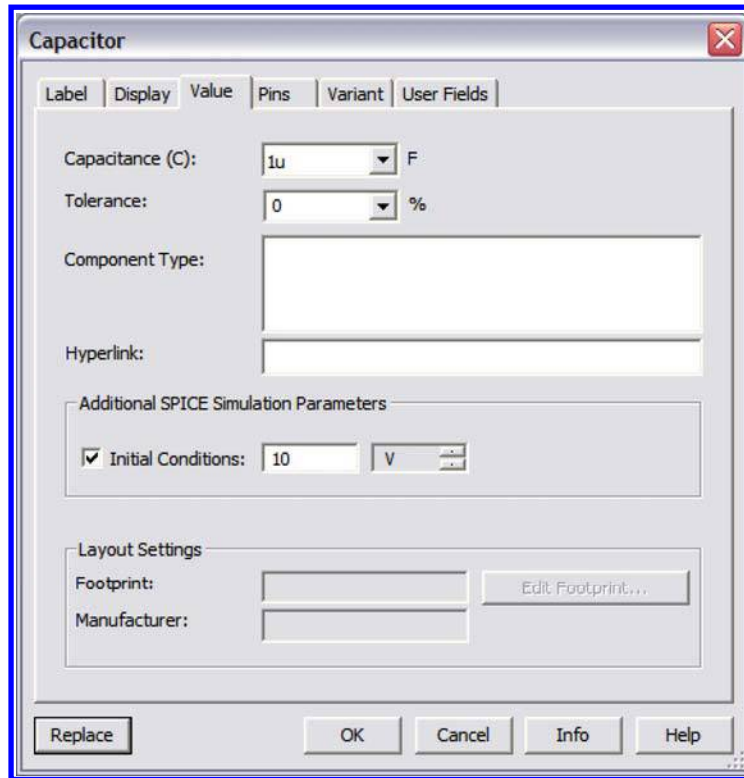 Capacitor
Label Display Value Pins Variant User Fields
Capacitance (C): 1u F
Tolerance: 0 %
Component Type:
Hyperlink:
Additional SPICE Simulation Parameters
Initial Conditions: 10 V
Layout Settings
Footprint: Edit Footprint...
Manufacturer:
Replace OK Cancel Info Help